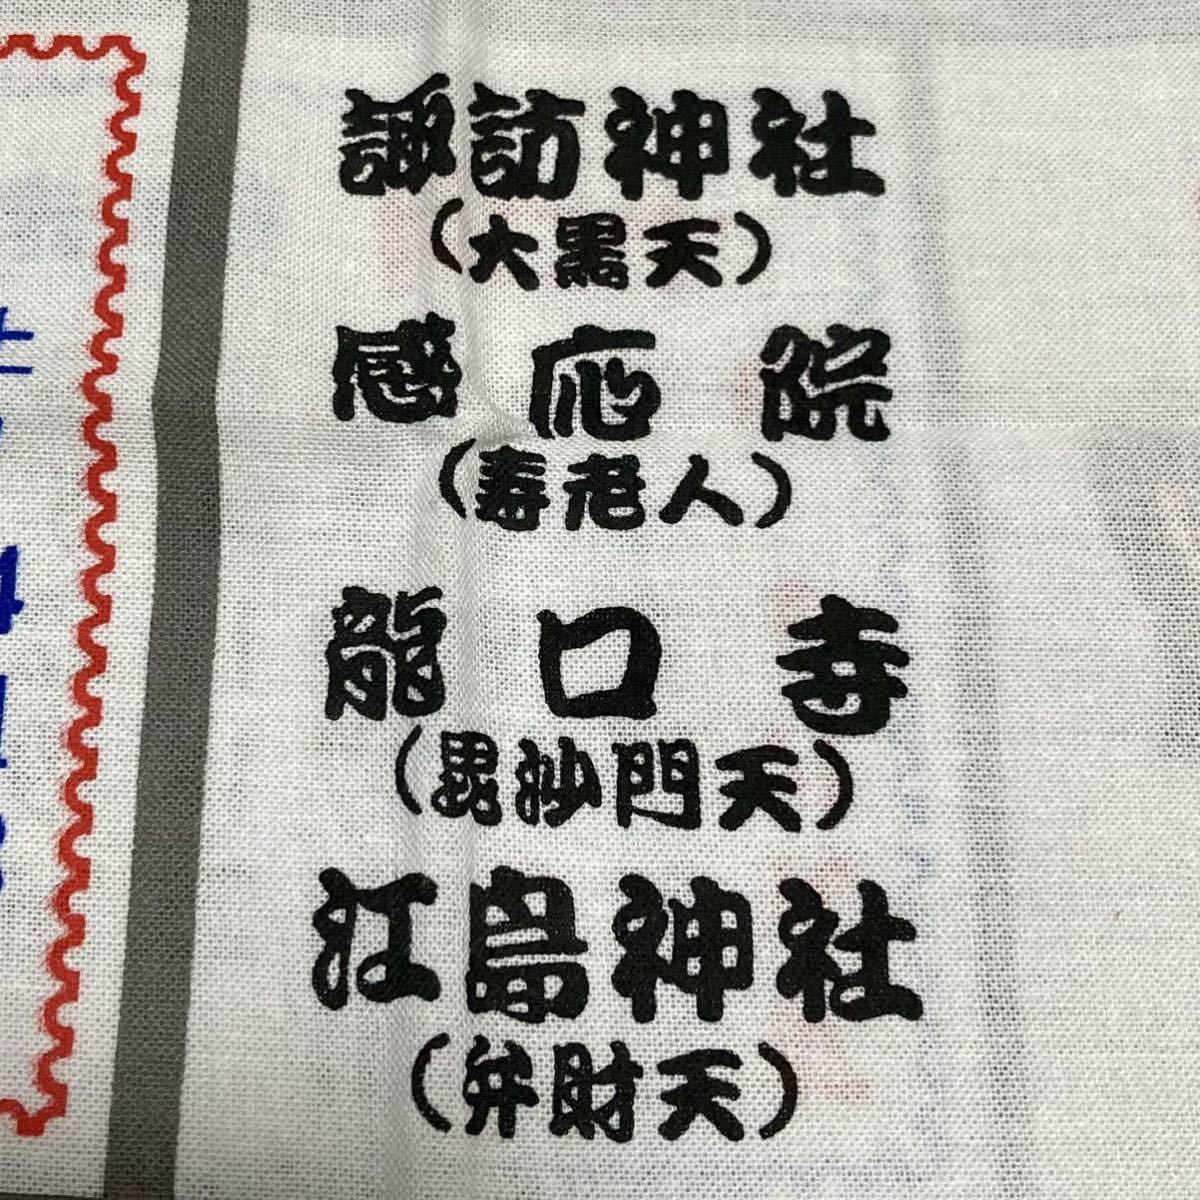 諏訪神社
(大黒天)
感応院
(寿老人)
龍口寺
(毘沙門天)
江島神社
(弁財天)